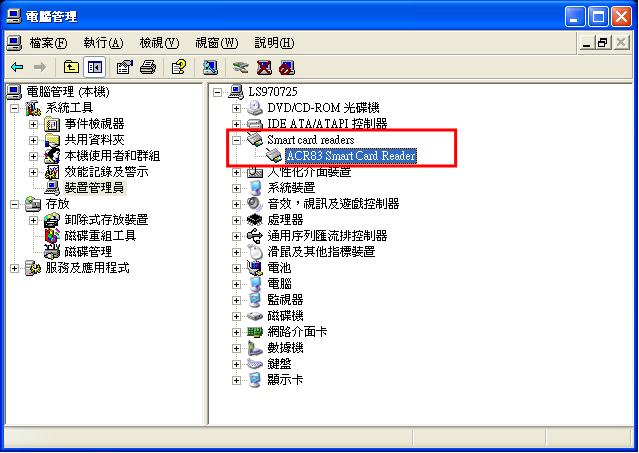 電腦管理
檔案(F) 執行(A) 檢視(V) 視窗(W) 說明(H)
電腦管理 (本機)
系統工具
事件檢視器
共用資料夾
本機使用者和群組
效能記錄及警示
裝置管理員
存放
卸除式存放裝置
磁碟重組工具
磁碟管理
服務及應用程式
LS970725
DVD/CD-ROM 光碟機
IDE ATA/ATAPI 控制器
Smart card readers
ACR83 Smart Card Reader
人性化介面裝置
系統裝置
音效，視訊及遊戲控制器
處理器
通用序列匯流排控制器
滑鼠及其他指標裝置
電池
電腦
監視器
磁碟機
網路介面卡
數據機
鍵盤
顯示卡